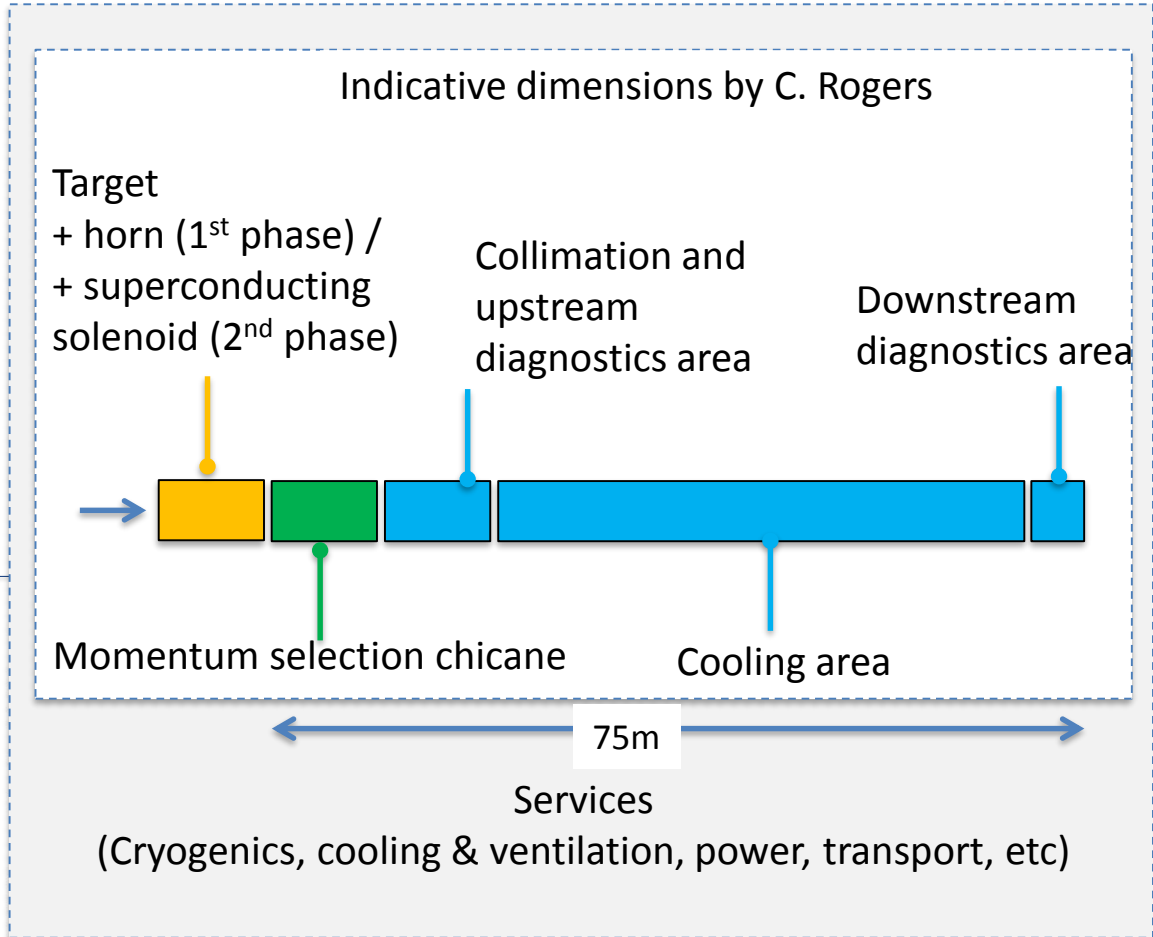 Indicative dimensions by C. Rogers
Target
+ horn (1st phase) /
+ superconducting
solenoid (2nd phase)
Collimation and
upstream
diagnostics area
Downstream
diagnostics area
Momentum selection chicane
Cooling area
75m
Services
(Cryogenics, cooling & ventilation, power, transport, etc)